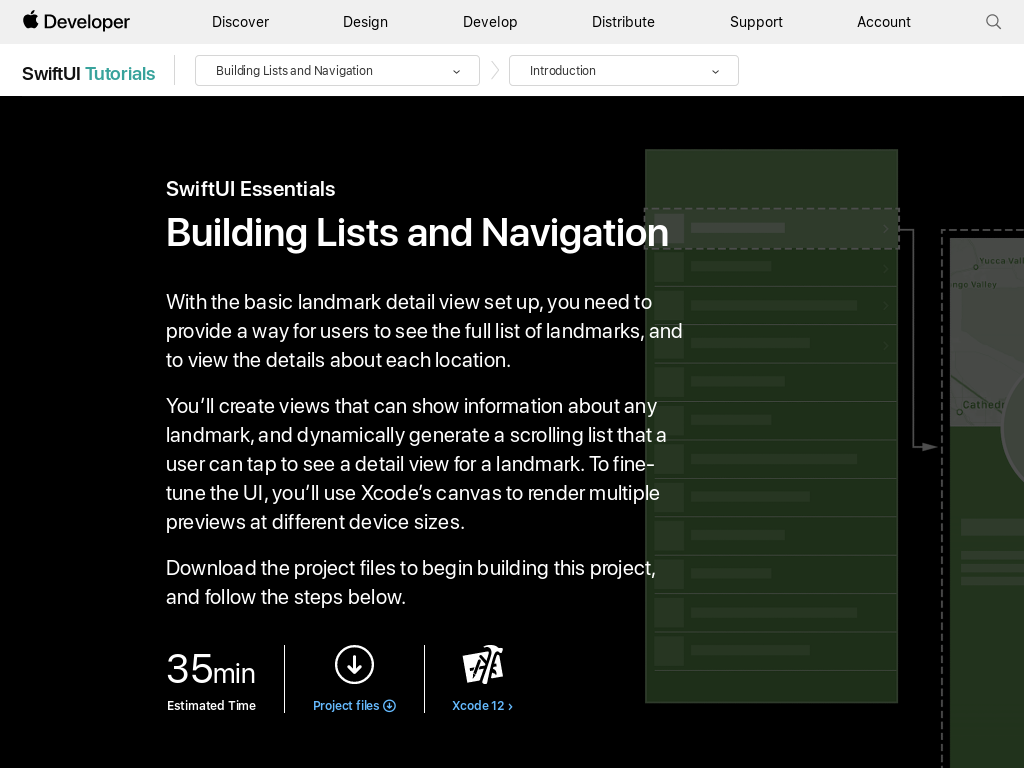 Developer
Discover
Design
Develop
Distribute
Support
Account
SwiftUI Tutorials
Building Lists and Navigation
Introduction
SwiftUI Essentials
Building Lists and Navigation
With the basic landmark detail view set up, you need to
provide a way for users to see the full list of landmarks, and
to view the details about each location.
You’ll create views that can show information about any
landmark, and dynamically generate a scrolling list that a
user can tap to see a detail view for a landmark. To fine-
tune the UI, you’ll use Xcode’s canvas to render multiple
previews at different device sizes.
Download the project files to begin building this project,
and follow the steps below.
35min
Estimated Time
Project files
Xcode 12 ›
Yucca Vall
ngo Valley
Cathedr